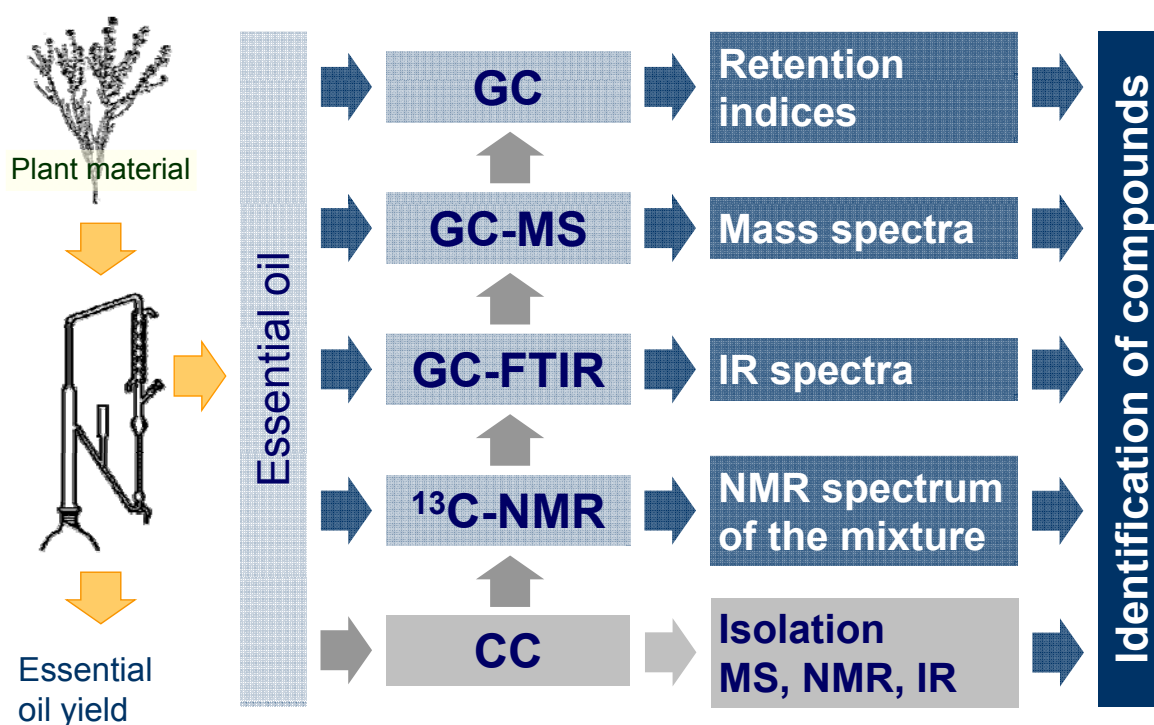 Plant material
Essential
oil yield
Essential oil
GC
Retention
indices
GC-MS
Mass spectra
GC-FTIR
IR spectra
¹³C-NMR
NMR spectrum
of the mixture
CC
Isolation
MS, NMR, IR
Identification of compounds